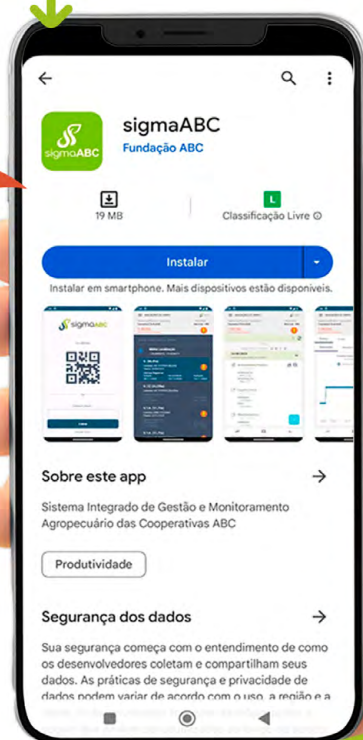 sigmaABC
sigmaABC
Fundação ABC
19 MB
L
Classificação Livre
Instalar
Instalar em smartphone. Mais dispositivos estão disponíveis.
sigmaABC
Sobre este app
Sistema Integrado de Gestão e Monitoramento
Agropecuário das Cooperativas ABC
Produtividade
Segurança dos dados
Sua segurança começa com o entendimento de como
os desenvolvedores coletam e compartilham seus
dados. As práticas de segurança e privacidade de
dados podem variar de acordo com o uso, a região e a